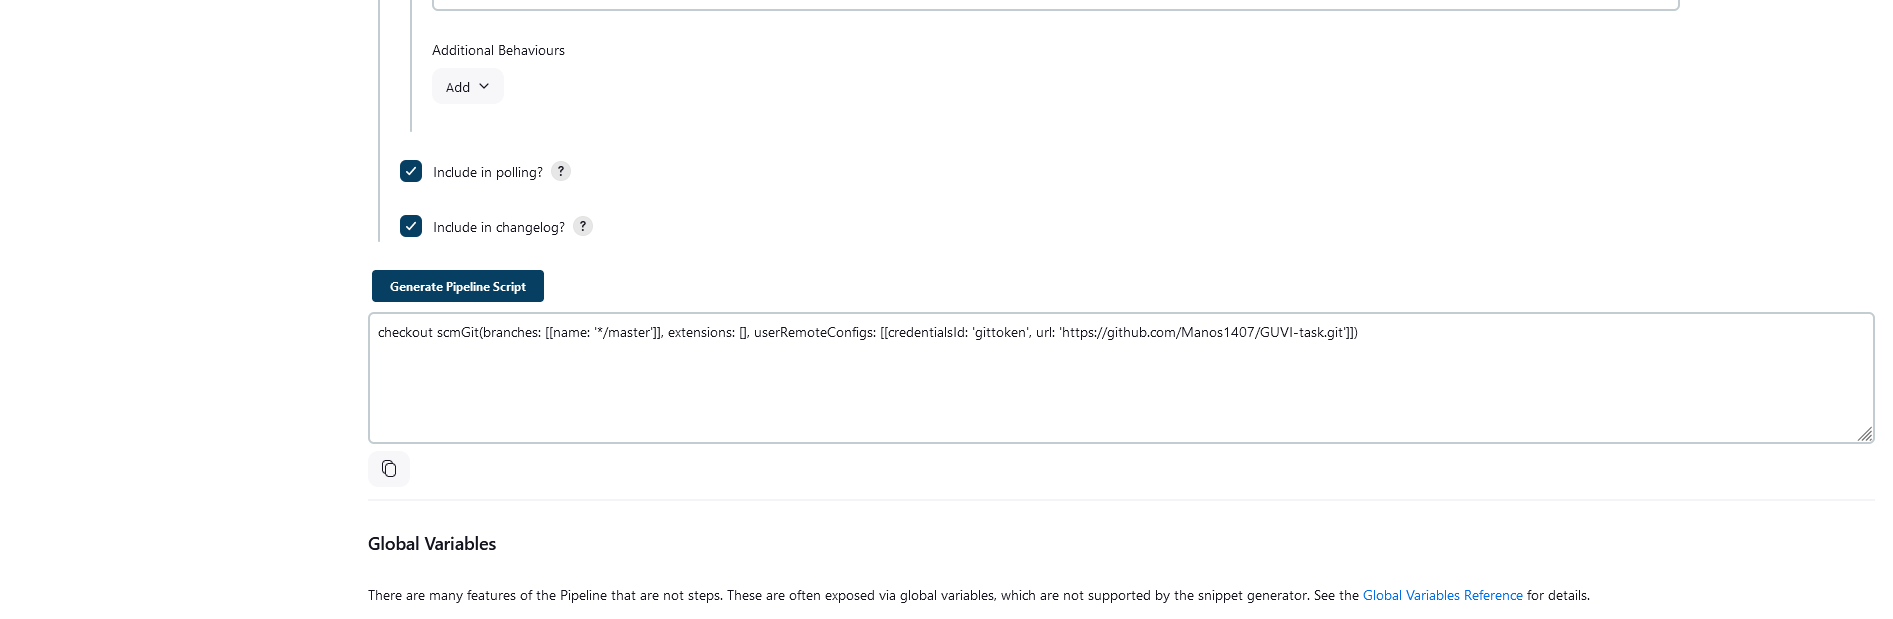 Additional Behaviours
Add
Include in polling? ?
Include in changelog? ?
Generate Pipeline Script
checkout scmGit(branches: [[name: '*/master']], extensions: [], userRemoteConfigs: [[credentialsId: 'gittoken', url: 'https://github.com/Manos1407/GUVI-task.git']])
Global Variables
There are many features of the Pipeline that are not steps. These are often exposed via global variables, which are not supported by the snippet generator. See the Global Variables Reference for details.